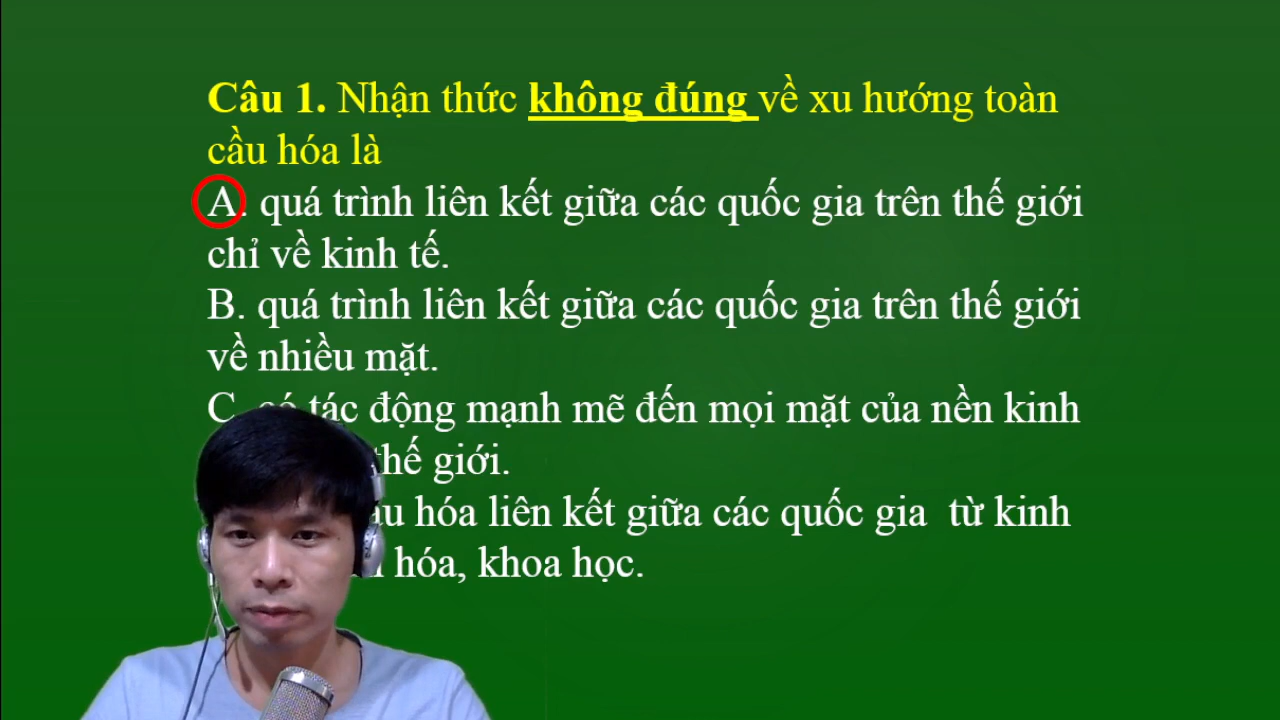 Câu 1. Nhận thức không đúng về xu hướng toàn
cầu hóa là
A. quá trình liên kết giữa các quốc gia trên thế giới
chỉ về kinh tế.
B. quá trình liên kết giữa các quốc gia trên thế giới
về nhiều mặt.
C. có tác động mạnh mẽ đến mọi mặt của nền kinh
thế giới.
hóa liên kết giữa các quốc gia từ kinh
hóa, khoa học.